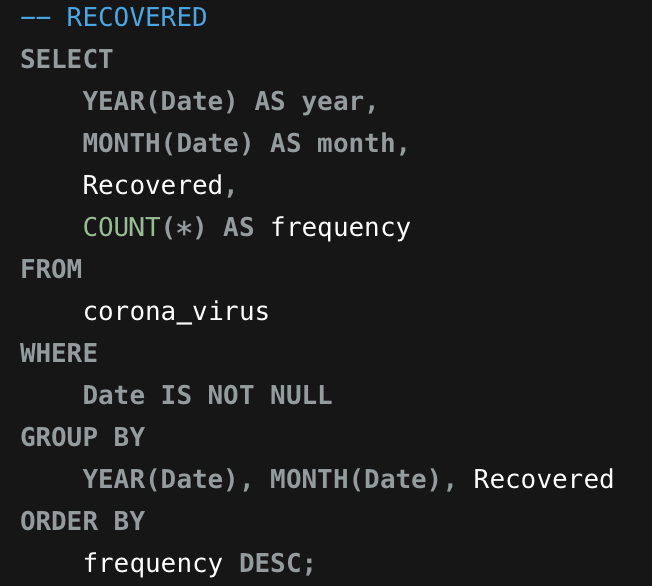 -- RECOVERED
SELECT
    YEAR(Date) AS year,
    MONTH(Date) AS month,
    Recovered,
    COUNT(*) AS frequency
FROM
    corona_virus
WHERE
    Date IS NOT NULL
GROUP BY
    YEAR(Date), MONTH(Date), Recovered
ORDER BY
    frequency DESC;